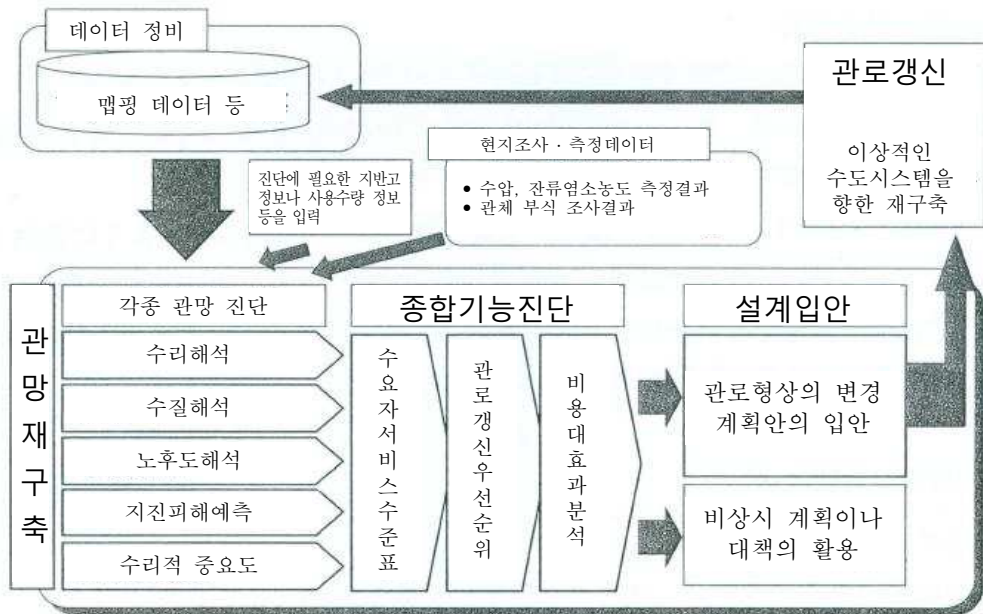 데이터 정비
맵핑 데이터 등
관로갱신
이상적인
수도시스템을
향한 재구축
현지조사 · 측정데이터
• 수압, 잔류염소농도 측정결과
• 관체 부식 조사결과
진단에 필요한 지반고
정보나 사용수량 정보
등을 입력
관망재구축
각종 관망 진단
수리해석
수질해석
노후도해석
지진피해예측
수리적 중요도
종합기능진단
수요자서비스수준표
관로갱신우선순위
비용대효과분석
설계입안
관로형상의 변경
계획안의 입안
비상시 계획이나
대책의 활용